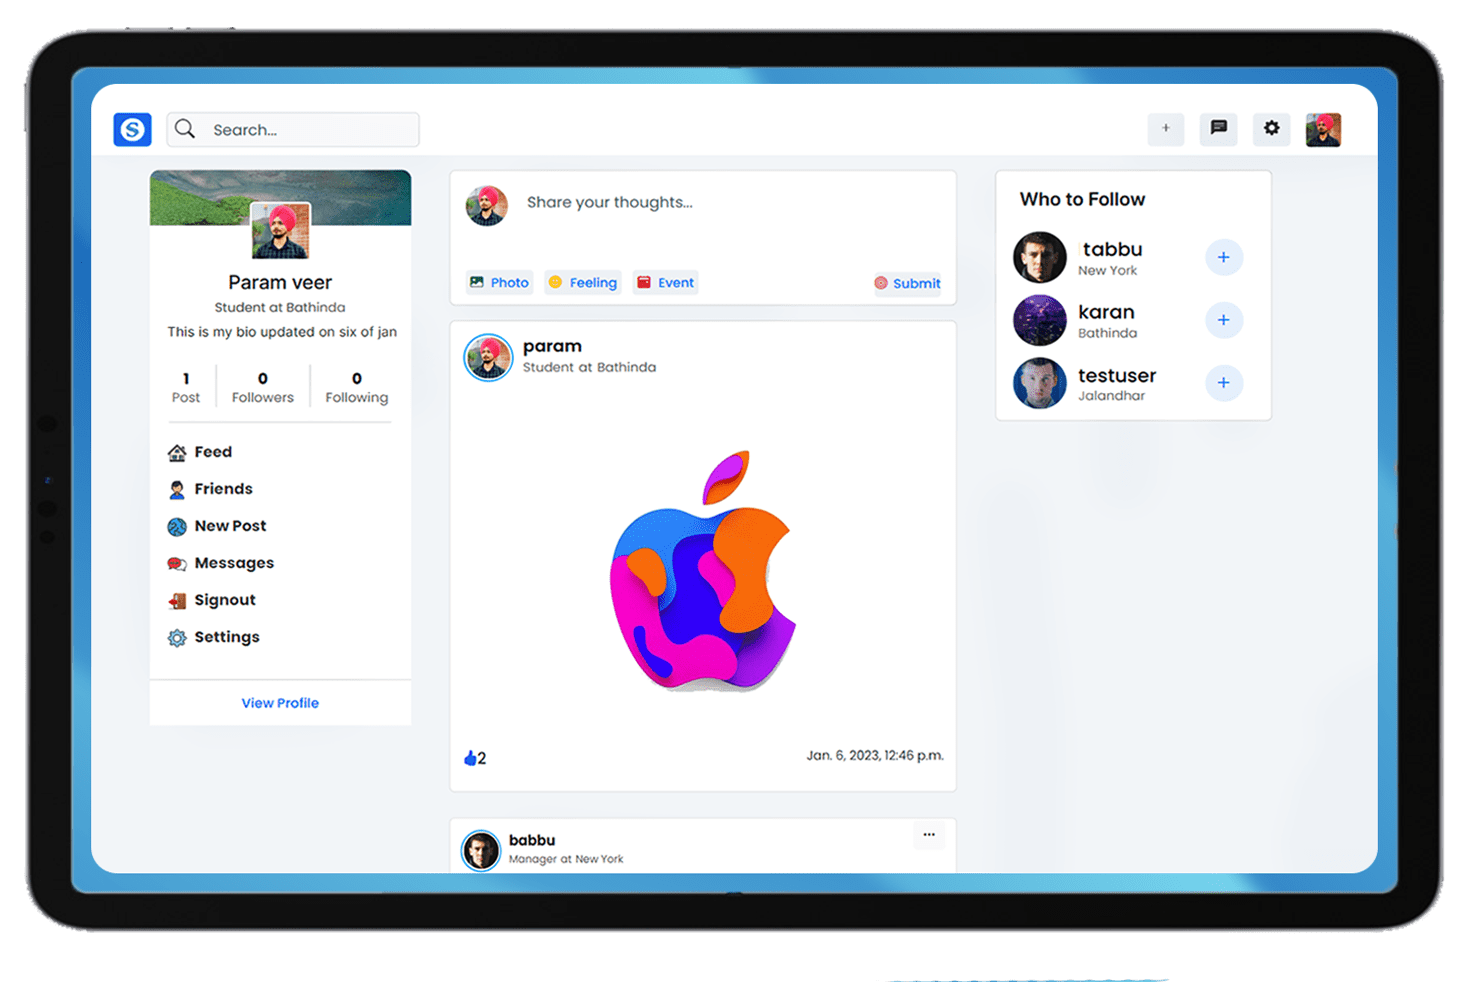 S
Search...
+
Param veer
Student at Bathinda
This is my bio updated on six of jan
1 0 0
Post Followers Following
Feed
Friends
New Post
Messages
Signout
Settings
View Profile
Share your thoughts...
Photo Feeling Event Submit
param
Student at Bathinda
2 Jan. 6, 2023, 12:46 p.m.
babbu
Manager at New York
...
Who to Follow
tabbu
New York
+
karan
Bathinda
+
testuser
Jalandhar
+